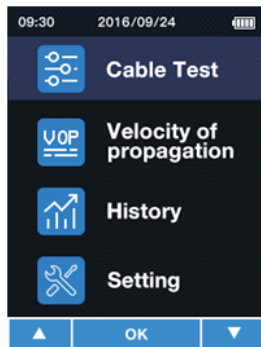 09:30 2016/09/24
Cable Test
VOP
Velocity of
propagation
History
Setting
OK